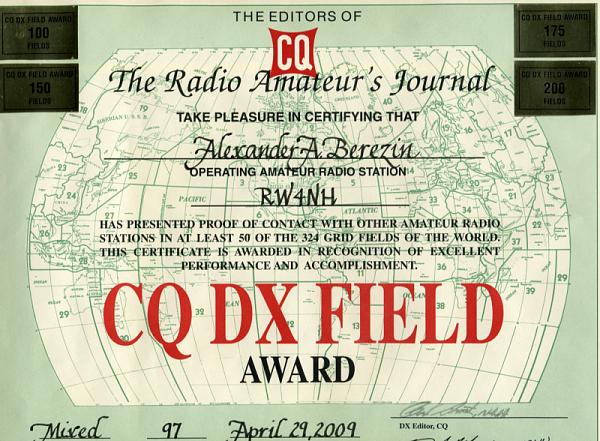 THE EDITORS OF
CQ DX FIELD AWARD
100
FIELDS
CQ DX FIELD AWARD
150
FIELDS
CQ DX FIELD AWARD
175
FIELDS
CQ DX FIELD AWARD
200
FIELDS
CQ
The Radio Amateur's Journal
TAKE PLEASURE IN CERTIFYING THAT
Alexander A. Berezin
OPERATING AMATEUR RADIO STATION
RW4NH
PACIFIC
ATLANTIC
HAS PRESENTED PROOF OF CONTACT WITH OTHER AMATEUR RADIO
STATIONS IN AT LEAST 50 OF THE 324 GRID FIELDS OF THE WORLD.
THIS CERTIFICATE IS AWARDED IN RECOGNITION OF EXCELLENT
PERFORMANCE AND ACCOMPLISHMENT.
CQ DX FIELD
AWARD
Mixed 97 April 29, 2009
DX Editor, CQ